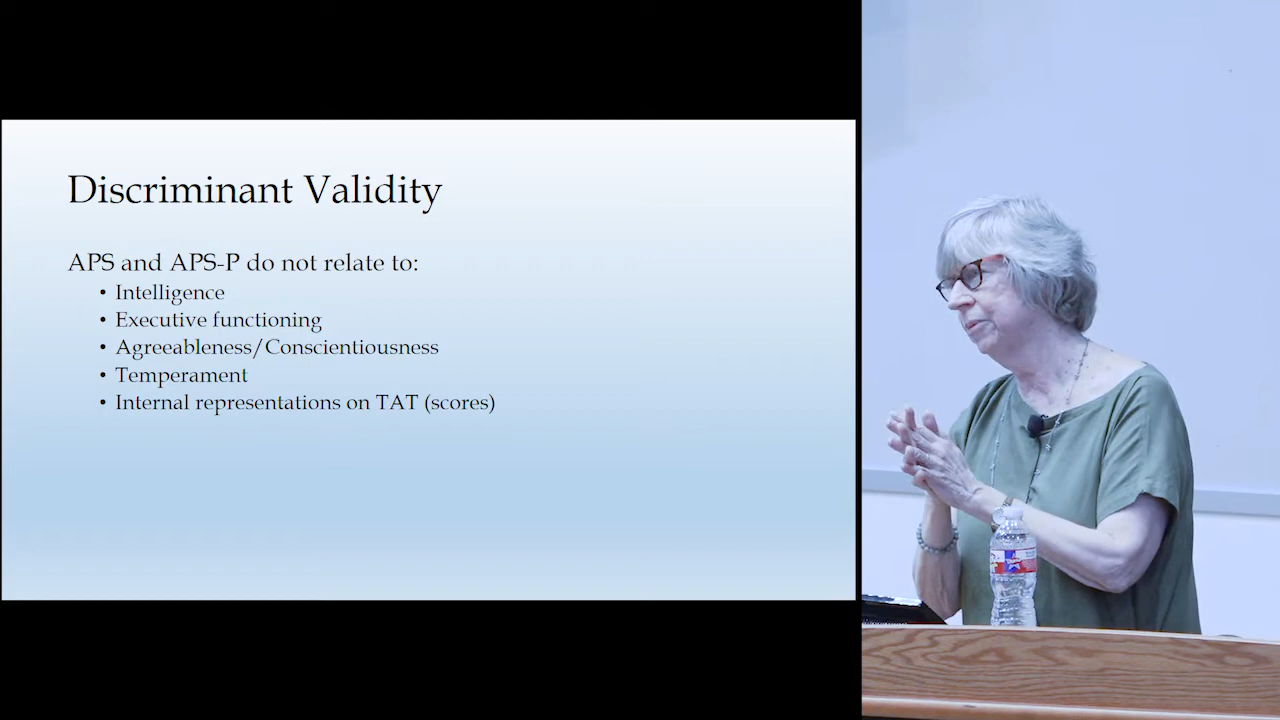 Discriminant Validity
APS and APS-P do not relate to:
• Intelligence
• Executive functioning
• Agreeableness/Conscientiousness
• Temperament
• Internal representations on TAT (scores)